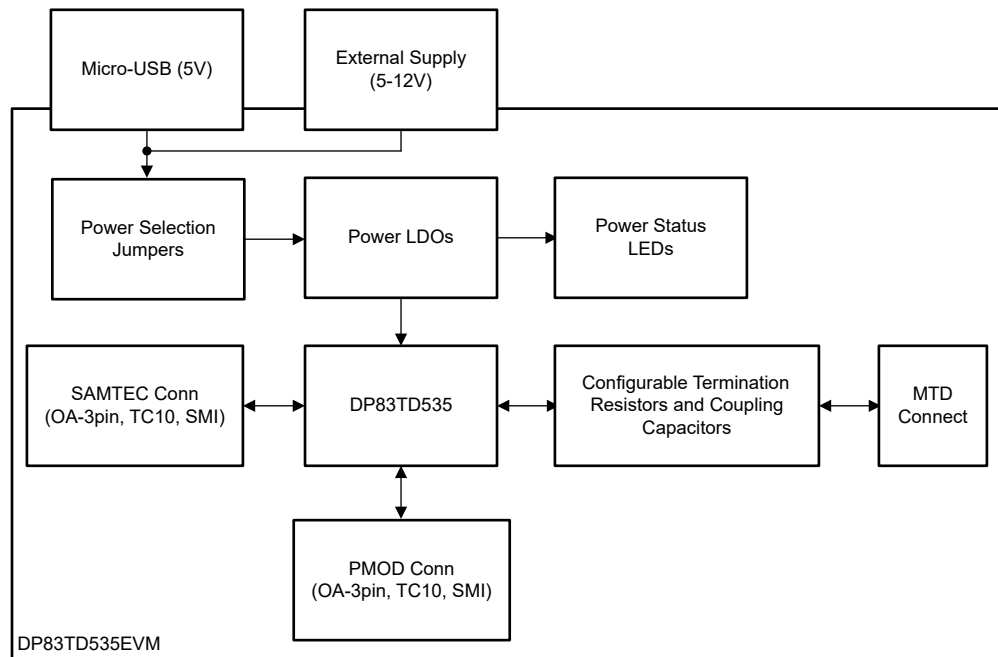 Micro-USB (5V)
External Supply
(5-12V)
Power Selection
Jumpers
Power LDOs
Power Status
LEDs
SAMTEC Conn
(OA-3pin, TC10, SMI)
DP83TD535
Configurable Termination
Resistors and Coupling
Capacitors
MTD
Connect
PMOD Conn
(OA-3pin, TC10, SMI)
DP83TD535EVM